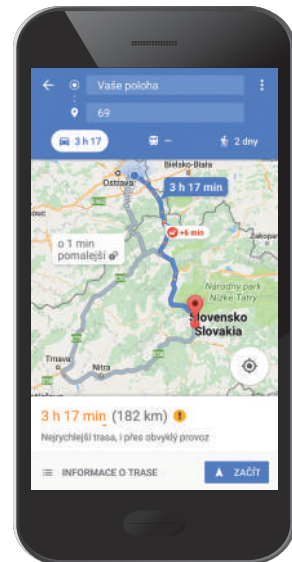 Vaše poloha
69
3 h 17
–
2 dny
Bielsko-Biała
Ostrava
3 h 17 min
+6 min
Zakopan
o 1 min
pomalejší
Národný park
Nízke Tatry
Slovensko
Slovakia
Trnava
Nitra
3 h 17 min (182 km)
Nejrychlejší trasa, i přes obvyklý provoz
INFORMACE O TRASE
ZAČÍT